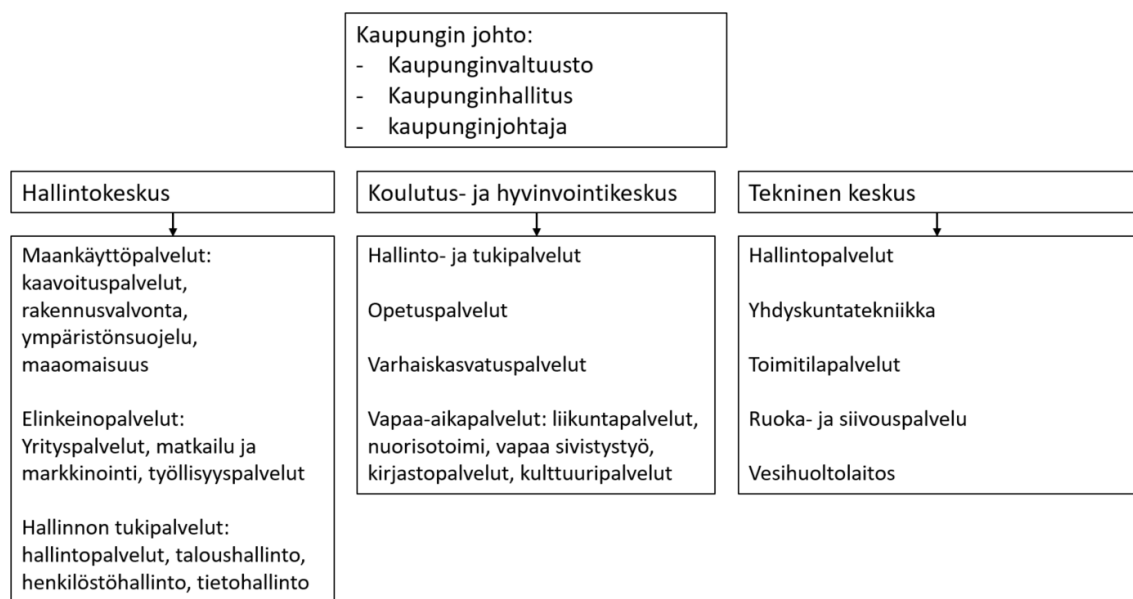 Kaupungin johto:
- Kaupunginvaltuusto
- Kaupunginhallitus
- kaupunginjohtaja
Hallintokeskus
Maankäyttöpalvelut:
kaavoituspalvelut,
rakennusvalvonta,
ympäristönsuojelu,
maaomaisuus
Elinkeinopalvelut:
Yrityspalvelut, matkailu ja
markkinointi, työllisyyspalvelut
Hallinnon tukipalvelut:
hallintopalvelut, taloushallinto,
henkilöstöhallinto, tietohallinto
Koulutus- ja hyvinvointikeskus
Hallinto- ja tukipalvelut
Opetuspalvelut
Varhaiskasvatuspalvelut
Vapaa-aikapalvelut: liikuntapalvelut,
nuorisotoimi, vapaa sivistystyö,
kirjastopalvelut, kulttuuripalvelut
Tekninen keskus
Hallintopalvelut
Yhdyskuntatekniikka
Toimitilapalvelut
Ruoka- ja siivouspalvelu
Vesihuoltolaitos